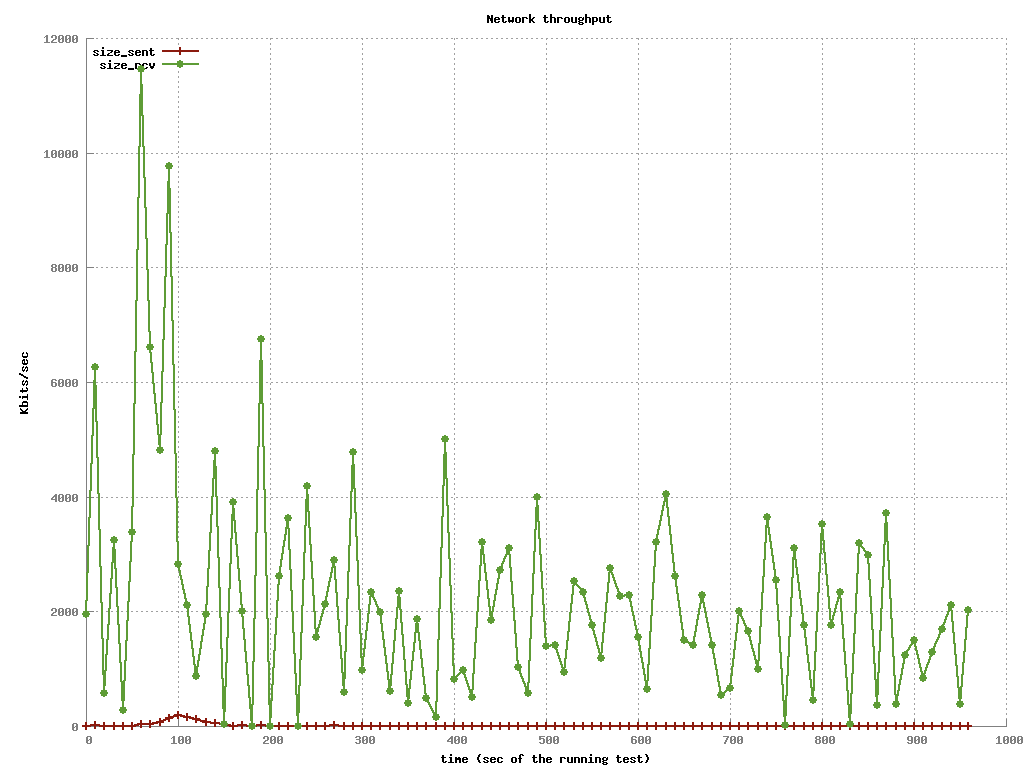 Network throughput
12000
10000
8000
6000
4000
2000
0
Kbits/sec
size_sent
size_rcv
0 100 200 300 400 500 600 700 800 900 1000
time (sec of the running test)